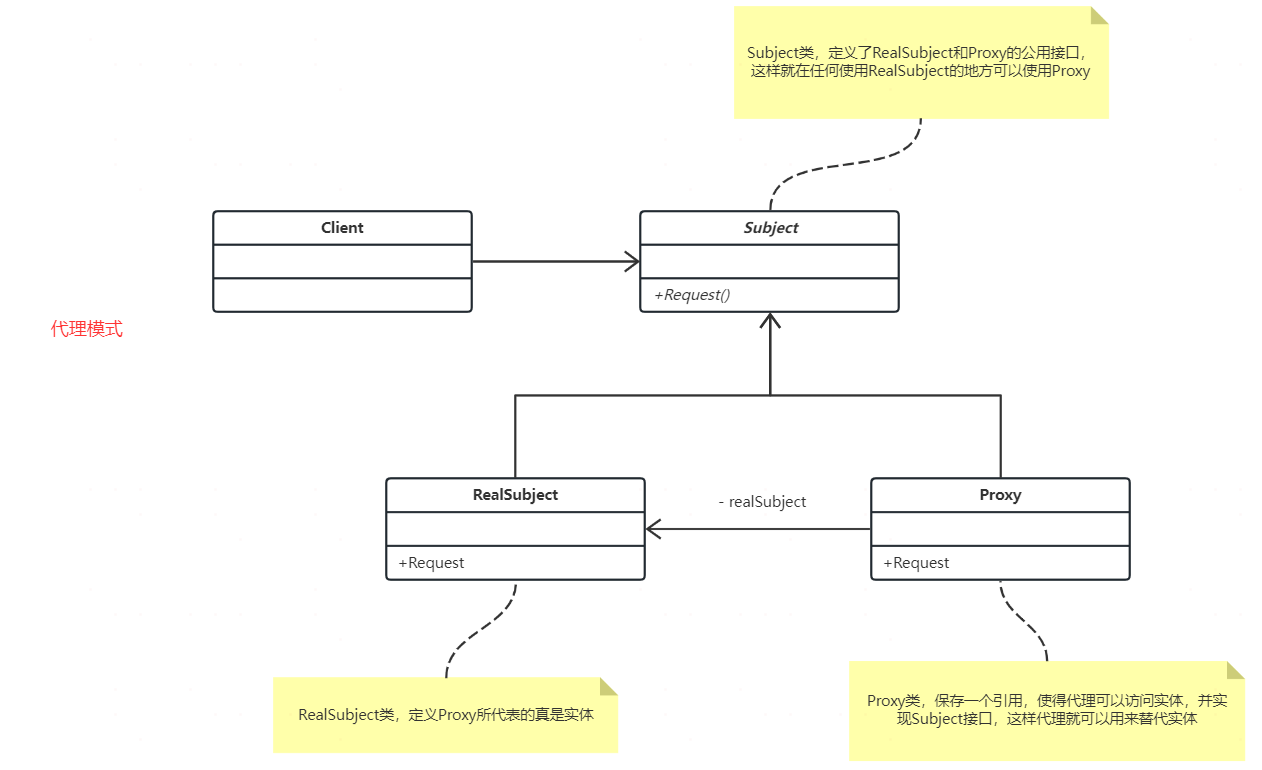 Subject类，定义了RealSubject和Proxy的公用接口，
这样就在任何使用RealSubject的地方可以使用Proxy
Client
Subject
+Request()
代理模式
RealSubject
- realSubject
Proxy
+Request
+Request
RealSubject类，定义Proxy所代表的真是实体
Proxy类，保存一个引用，使得代理可以访问实体，并实
现Subject接口，这样代理就可以用来替代实体